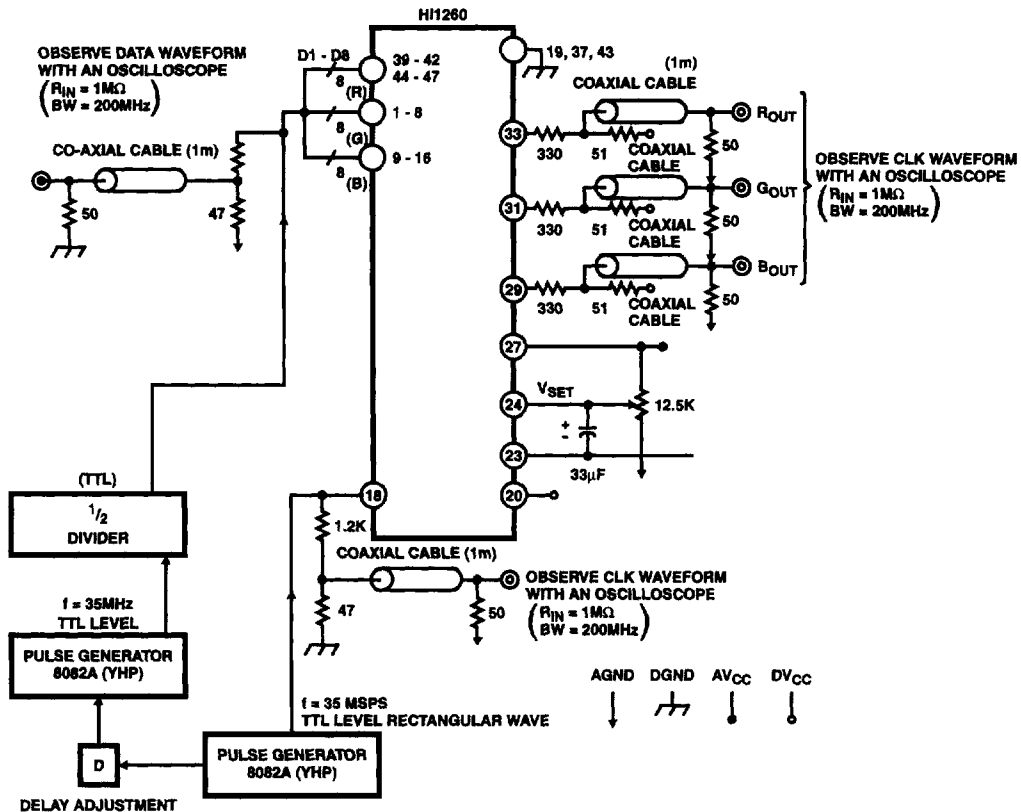 HI1260
OBSERVE DATA WAVEFORM
WITH AN OSCILLOSCOPE
(RIN = 1MΩ
BW = 200MHz)
D1 - D8
8
(R)
8
(G)
8
(B)
39 - 42
44 - 47
1 - 8
9 - 16
19, 37, 43
(1m)
COAXIAL CABLE
33
330
51
COAXIAL
CABLE
50
ROUT
31
330
51
COAXIAL
CABLE
50
GOUT
29
330
51
COAXIAL
CABLE
50
BOUT
OBSERVE CLK WAVEFORM
WITH AN OSCILLOSCOPE
(RIN = 1MΩ
BW = 200MHz)
CO-AXIAL CABLE (1m)
50
47
27
VSET
24
12.5K
+
-
33μF
23
20
18
1.2K
COAXIAL CABLE (1m)
47
50
OBSERVE CLK WAVEFORM
WITH AN OSCILLOSCOPE
(RIN = 1MΩ
BW = 200MHz)
(TTL)
1/2
DIVIDER
f = 35MHz
TTL LEVEL
PULSE GENERATOR
8082A (YHP)
D
DELAY ADJUSTMENT
f = 35 MSPS
TTL LEVEL RECTANGULAR WAVE
PULSE GENERATOR
8082A (YHP)
AGND DGND AVCC DVCC